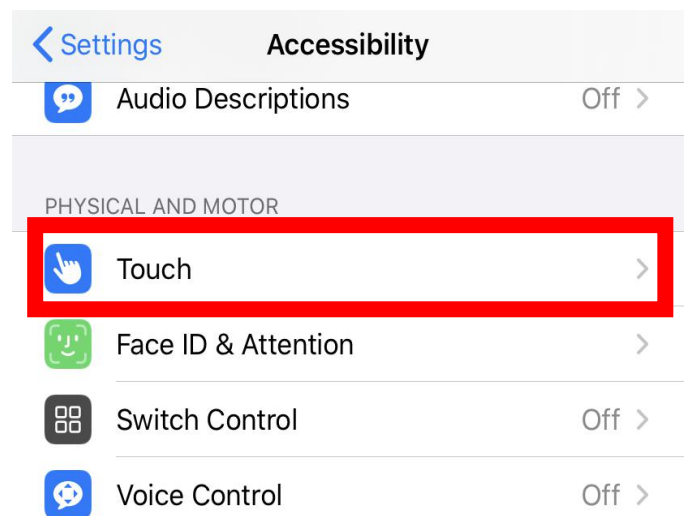 Settings Accessibility
Audio Descriptions Off
PHYSICAL AND MOTOR
Touch
Face ID & Attention
Switch Control Off
Voice Control Off